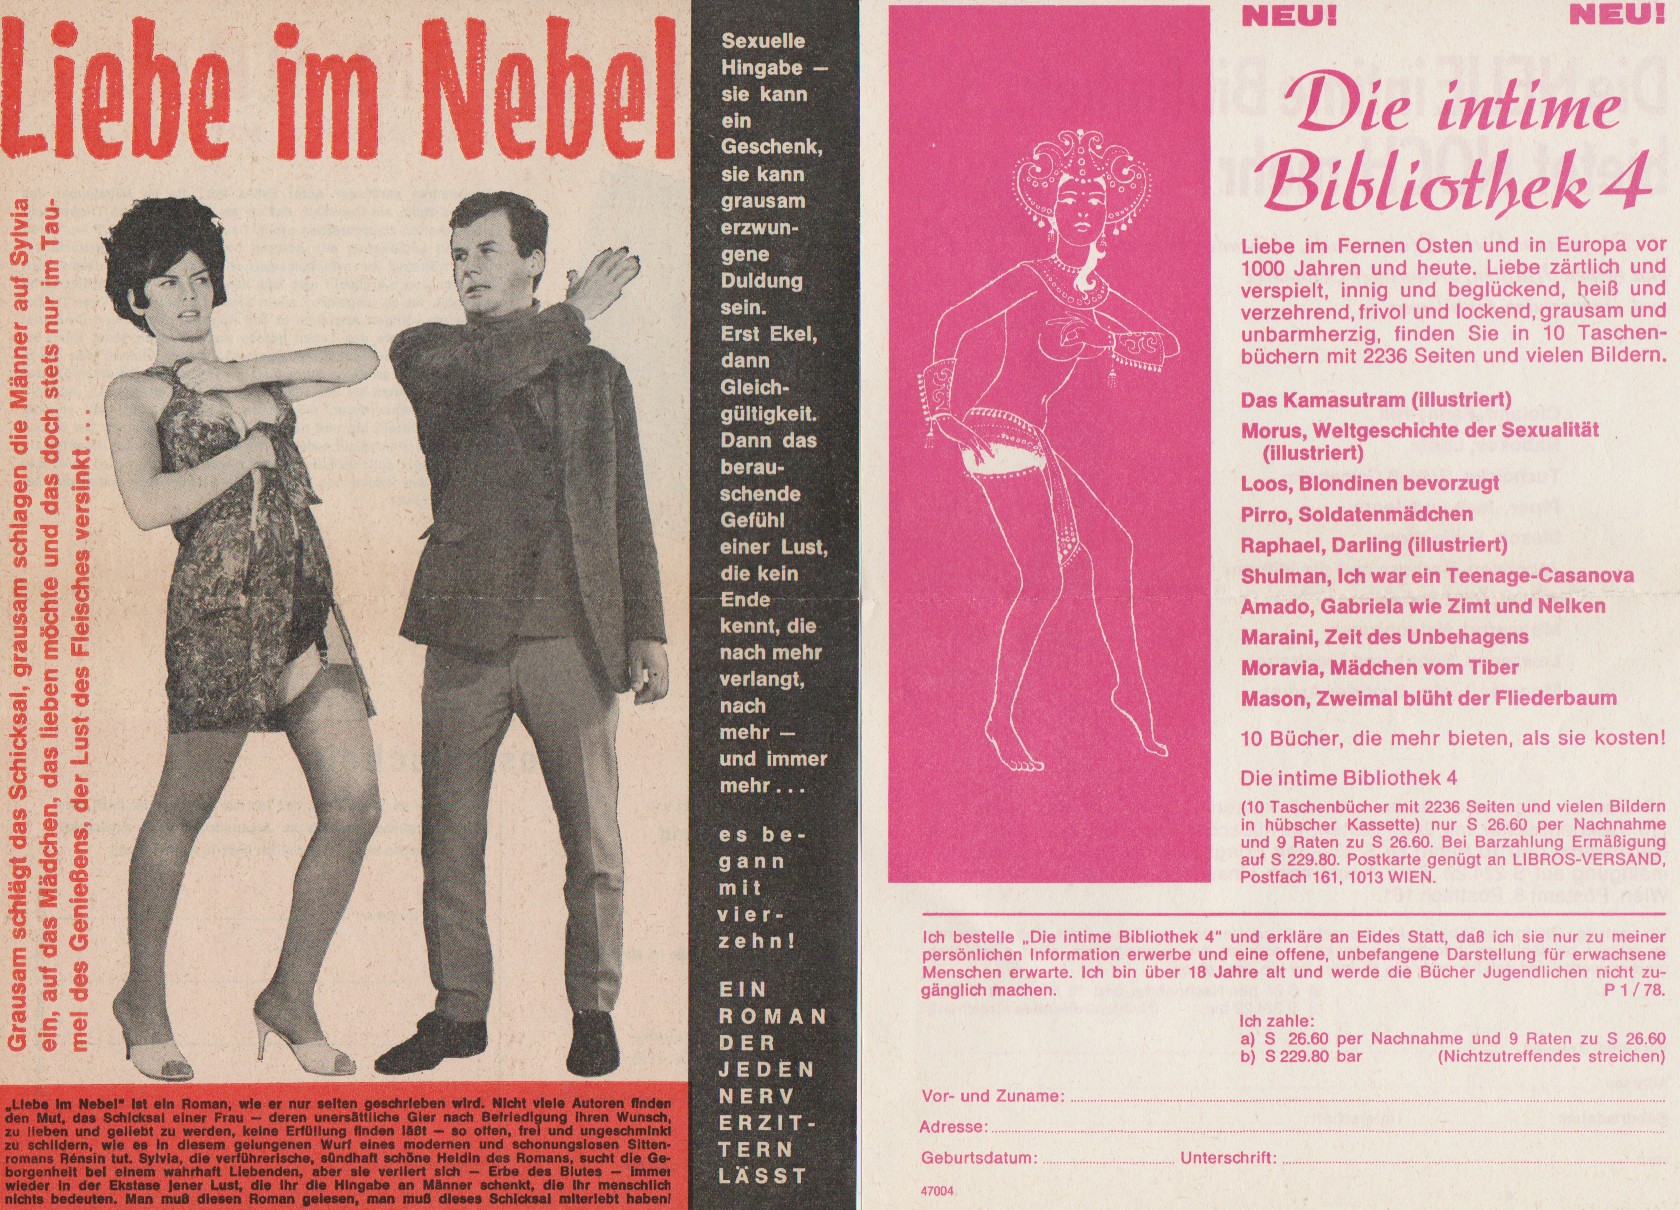 Liebe im Nebel
Grausam schlägt das Schicksal, grausam schlagen die Männer auf Sylvia
ein, auf das Mädchen, das lieben möchte und das doch stets nur im Tau-
mel des Genießens, der Lust des Fleisches versinkt . . .
„Liebe im Nebel“ ist ein Roman, wie er nur selten geschrieben wird. Nicht viele Autoren finden
den Mut, das Schicksal einer Frau — deren unersättliche Gier nach Befriedigung ihren Wunsch,
zu lieben und geliebt zu werden, keine Erfüllung finden läßt — so offen, frei und ungeschminkt
zu schildern, wie es in diesem gelungenen Wurf eines modernen und schonungslosen Sitten-
romans Rénsin tut. Sylvia, die verführerische, sündhaft schöne Heldin des Romans, sucht die Ge-
borgenheit bei einem wahrhaft Liebenden, aber sie verliert sich — Erbe des Blutes — immer
wieder in der Ekstase jener Lust, die ihr die Hingabe an Männer schenkt, die ihr menschlich
nichts bedeuten. Man muß diesen Roman gelesen, man muß dieses Schicksal miterlebt haben!
Sexuelle
Hingabe —
sie kann
ein
Geschenk,
sie kann
grausam
erzwun-
gene
Duldung
sein.
Erst Ekel,
dann
Gleich-
gültigkeit.
Dann das
berau-
schende
Gefühl
einer Lust,
die kein
Ende
kennt, die
nach mehr
verlangt,
nach
mehr —
und immer
mehr . . .
es be-
gann
mit
vier-
zehn!
EIN
ROMAN
DER
JEDEN
NERV
ERZIT-
TERN
LÄSST
NEU! NEU!
Die intime
Bibliothek 4
Liebe im Fernen Osten und in Europa vor
1000 Jahren und heute. Liebe zärtlich und
verspielt, innig und beglückend, heiß und
verzehrend, frivol und lockend, grausam und
unbarmherzig, finden Sie in 10 Taschen-
büchern mit 2236 Seiten und vielen Bildern.
Das Kamasutram (illustriert)
Morus, Weltgeschichte der Sexualität
(illustriert)
Loos, Blondinen bevorzugt
Pirro, Soldatenmädchen
Raphael, Darling (illustriert)
Shulman, Ich war ein Teenage-Casanova
Amado, Gabriela wie Zimt und Nelken
Maraini, Zeit des Unbehagens
Moravia, Mädchen vom Tiber
Mason, Zweimal blüht der Fliederbaum
10 Bücher, die mehr bieten, als sie kosten!
Die intime Bibliothek 4
(10 Taschenbücher mit 2236 Seiten und vielen Bildern
in hübscher Kassette) nur S 26.60 per Nachnahme
und 9 Raten zu S 26.60. Bei Barzahlung Ermäßigung
auf S 229.80. Postkarte genügt an LIBROS-VERSAND,
Postfach 161, 1013 WIEN.
Ich bestelle „Die intime Bibliothek 4“ und erkläre an Eides Statt, daß ich sie nur zu meiner
persönlichen Information erwerbe und eine offene, unbefangene Darstellung für erwachsene
Menschen erwarte. Ich bin über 18 Jahre alt und werde die Bücher Jugendlichen nicht zu-
gänglich machen. P 1 / 78.
Ich zahle:
a) S 26.60 per Nachnahme und 9 Raten zu S 26.60
b) S 229.80 bar (Nichtzutreffendes streichen)
Vor- und Zuname:
Adresse:
Geburtsdatum: Unterschrift:
47004